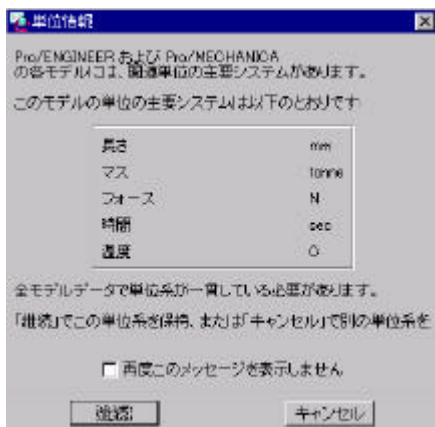 単位情報
Pro/ENGINEER および Pro/MECHANICA
の各モデルには、関連単位の主要システムがあります。
このモデルの単位の主要システムは以下のとおりです
長さ mm
マス tonne
フォース N
時間 sec
温度 C
全モデルデータで単位系が一貫している必要があります。
「継続」でこの単位系を保持、または「キャンセル」で別の単位系を
再度このメッセージを表示しません
継続
キャンセル